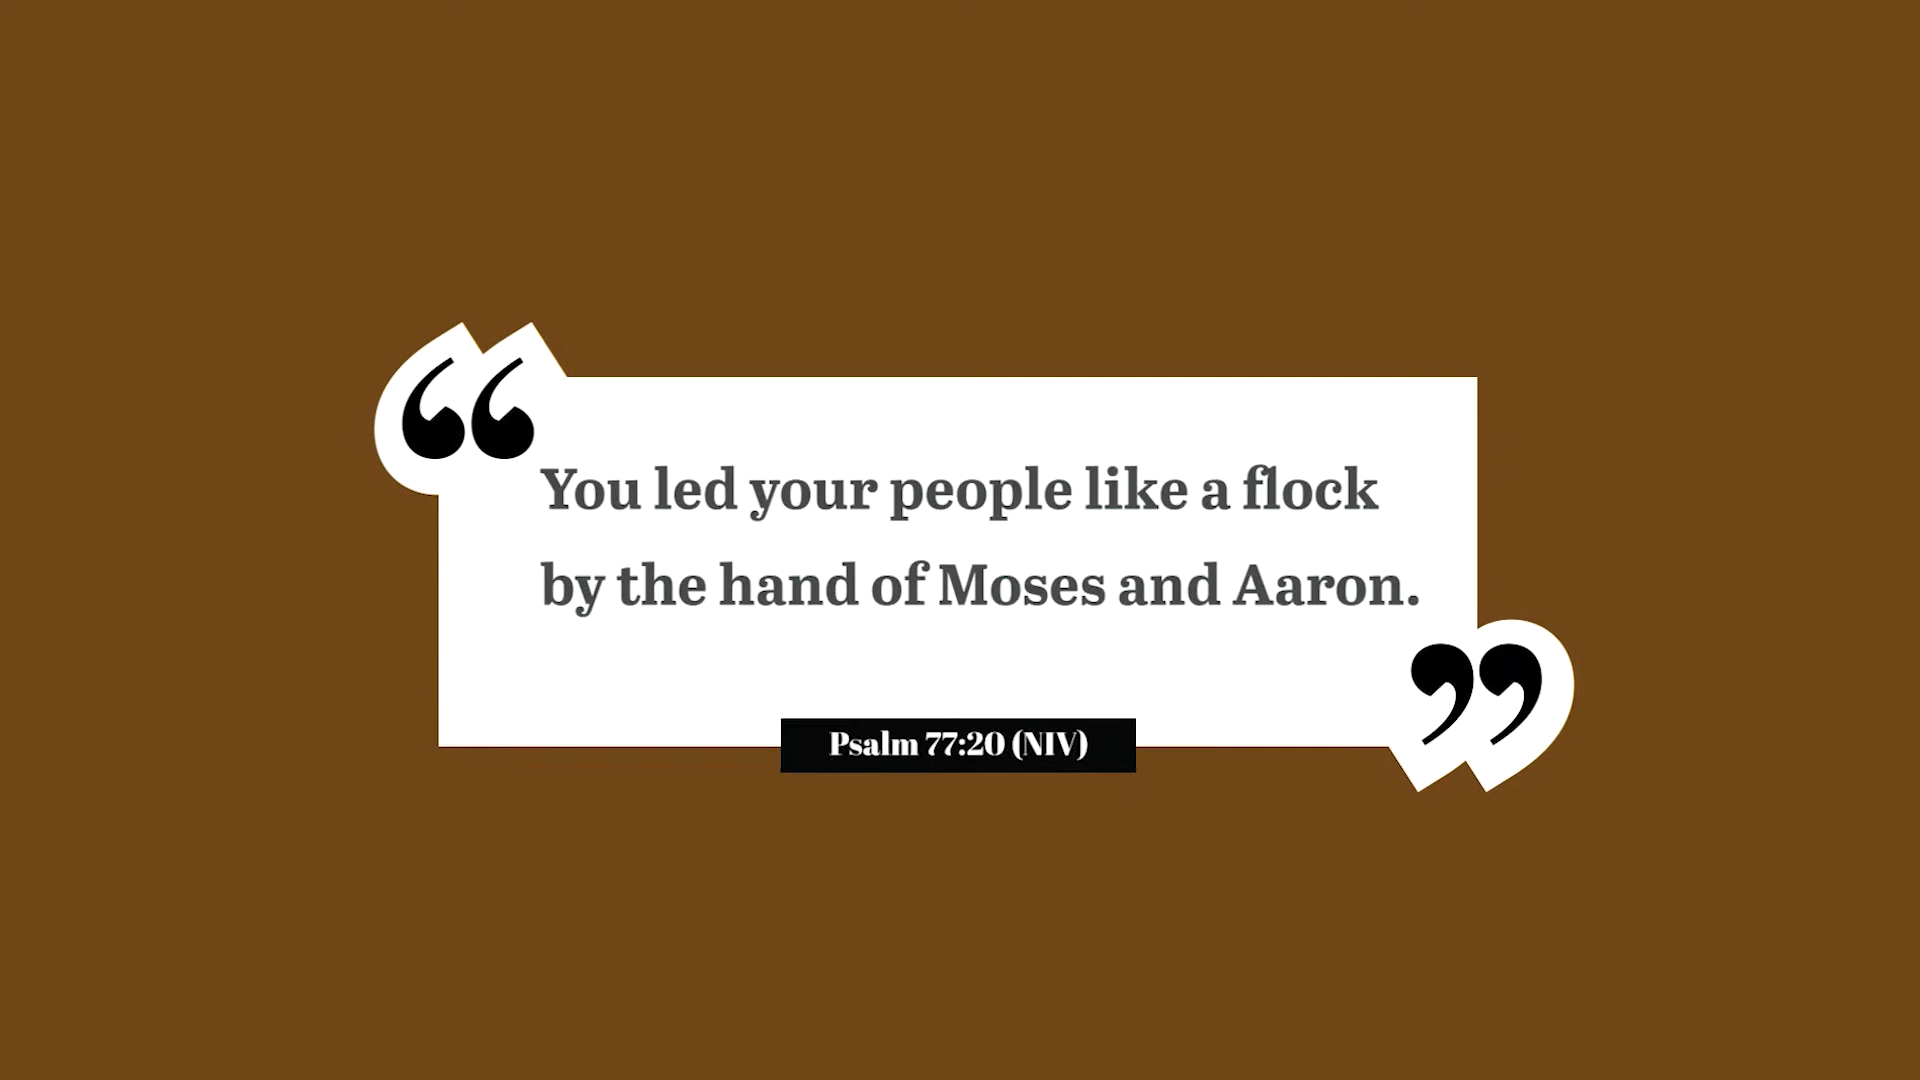 “
You led your people like a flock
by the hand of Moses and Aaron.
”
Psalm 77:20 (NIV)